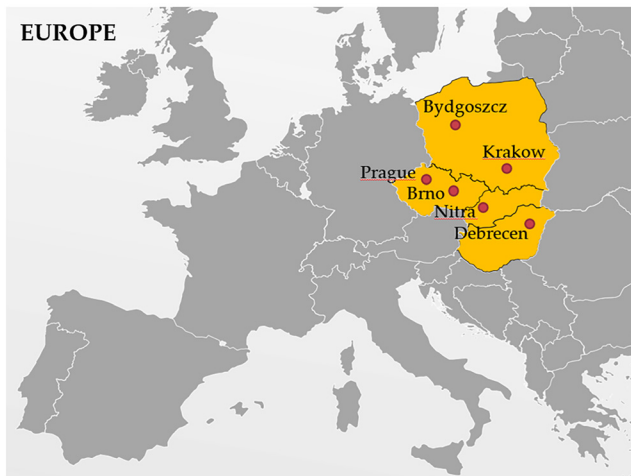 EUROPE
Bydgoszcz
Krakow
Prague
Brno
Nitra
Debrecen